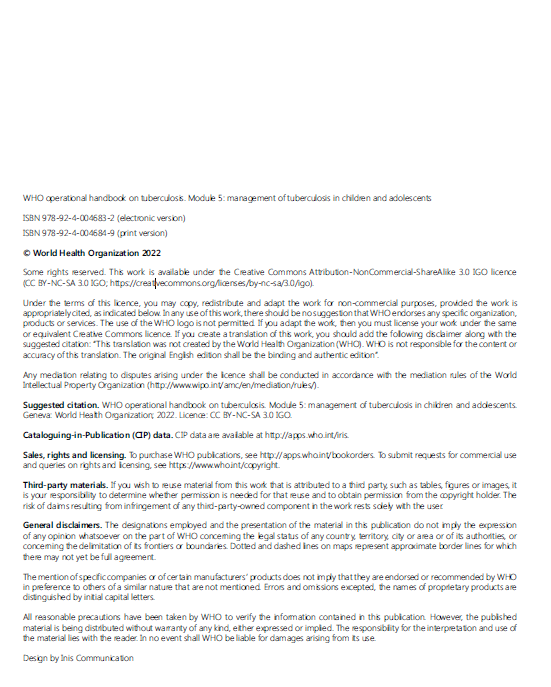 WHO operational handbook on tuberculosis. Module 5: management of tuberculosis in children and adolescents
ISBN 978-92-4-004683-2 (electronic version)
ISBN 978-92-4-004684-9 (print version)
© World Health Organization 2022
Some rights reserved. This work is available under the Creative Commons Attribution-NonCommercial-ShareAlike 3.0 IGO licence
(CC BY-NC-SA 3.0 IGO; https://creativecommons.org/licenses/by-nc-sa/3.0/igo).
Under the terms of this licence, you may copy, redistribute and adapt the work for non-commercial purposes, provided the work is
appropriately cited, as indicated below. In any use of this work, there should be no suggestion that WHO endorses any specific organization,
products or services. The use of the WHO logo is not permitted. If you adapt the work, then you must license your work under the same
or equivalent Creative Commons licence. If you create a translation of this work, you should add the following disclaimer along with the
suggested citation: "This translation was not created by the World Health Organization (WHO). WHO is not responsible for the content or
accuracy of this translation. The original English edition shall be the binding and authentic edition".
Any mediation relating to disputes arising under the licence shall be conducted in accordance with the mediation rules of the World
Intellectual Property Organization (http://www.wipo.int/amc/en/mediation/rules/).
Suggested citation. WHO operational handbook on tuberculosis. Module 5: management of tuberculosis in children and adolescents.
Geneva: World Health Organization; 2022. Licence: CC BY-NC-SA 3.0 IGO.
Cataloguing-in-Publication (CIP) data. CIP data are available at http://apps.who.int/iris.
Sales, rights and licensing. To purchase WHO publications, see http://apps.who.int/bookorders. To submit requests for commercial use
and queries on rights and licensing, see https://www.who.int/copyright.
Third-party materials. If you wish to reuse material from this work that is attributed to a third party, such as tables, figures or images, it
is your responsibility to determine whether permission is needed for that reuse and to obtain permission from the copyright holder. The
risk of claims resulting from infringement of any third-party-owned component in the work rests solely with the user.
General disclaimers. The designations employed and the presentation of the material in this publication do not imply the expression
of any opinion whatsoever on the part of WHO concerning the legal status of any country, territory, city or area or of its authorities, or
concerning the delimitation of its frontiers or boundaries. Dotted and dashed lines on maps represent approximate border lines for which
there may not yet be full agreement.
The mention of specific companies or of certain manufacturers' products does not imply that they are endorsed or recommended by WHO
in preference to others of a similar nature that are not mentioned. Errors and omissions excepted, the names of proprietary products are
distinguished by initial capital letters.
All reasonable precautions have been taken by WHO to verify the information contained in this publication. However, the published
material is being distributed without warranty of any kind, either expressed or implied. The responsibility for the interpretation and use of
the material lies with the reader. In no event shall WHO be liable for damages arising from its use.
Design by Inis Communication